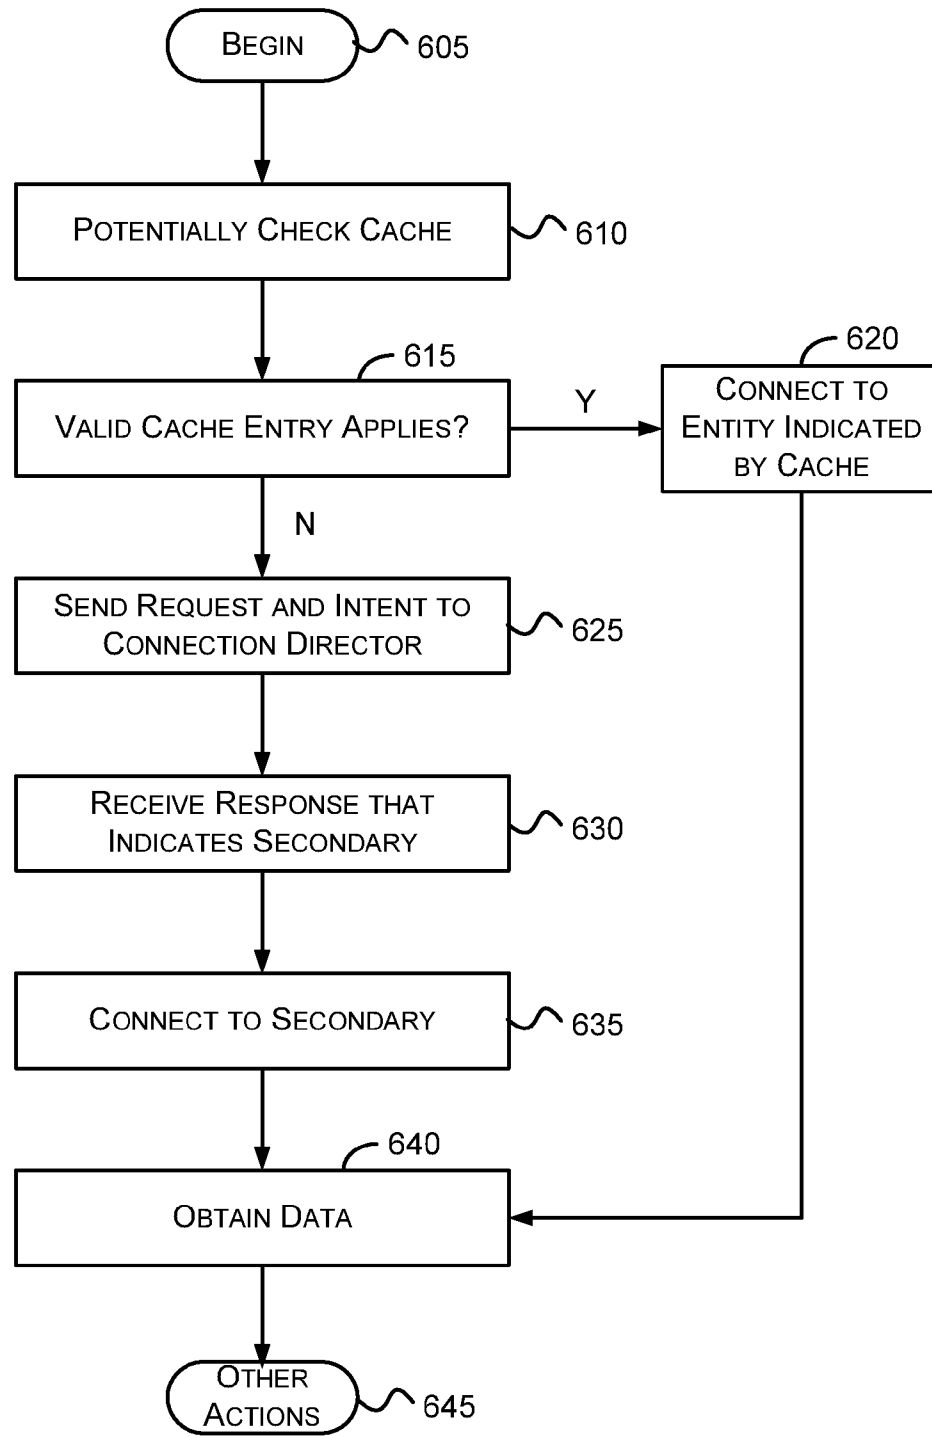 BEGIN
605
POTENTIALLY CHECK CACHE
610
615
VALID CACHE ENTRY APPLIES?
Y
620
CONNECT TO
ENTITY INDICATED
BY CACHE
N
SEND REQUEST AND INTENT TO
CONNECTION DIRECTOR
625
RECEIVE RESPONSE THAT
INDICATES SECONDARY
630
CONNECT TO SECONDARY
635
640
OBTAIN DATA
OTHER
ACTIONS
645